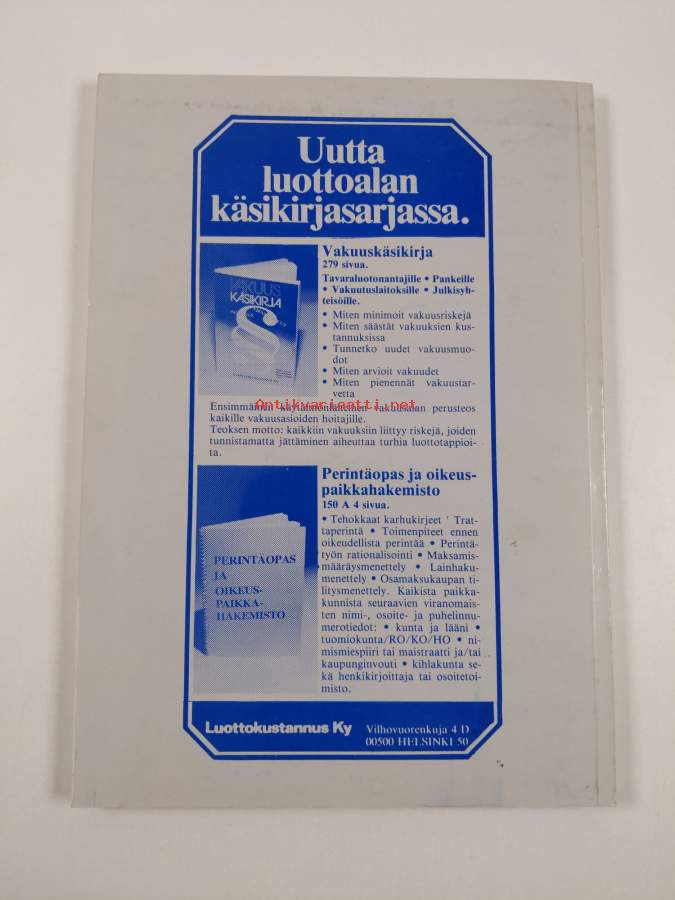 Uutta
luottoalan
käsikirjasarjassa.
VAKUUS
KÄSIKIRJA
Vakuuskäsikirja
279 sivua.
Tavaraluotonantajille • Pankeille
• Vakuutuslaitoksille • Julkisyh-
teisöille.
• Miten minimoit vakuusriskejä
• Miten säästät vakuuksien kus-
tannuksissa
• Tunnetko uudet vakuusmuo-
dot
• Miten arvioit vakuudet
• Miten pienennät vakuustar-
vetta
Antikvariaatti.net
Ensimmäinen käytännönläheinen vakuusalan perusteos
kaikille vakuusasioiden hoitajille.
Teoksen motto: kaikkiin vakuuksiin liittyy riskejä, joiden
tunnistamatta jättäminen aiheuttaa turhia luottotappioi-
ta.
PERINTÄOPAS
JA
OIKEUS-
PAIKKA-
HAKEMISTO
Perintäopas ja oikeus-
paikkahakemisto
150 A 4 sivua.
• Tehokkaat karhukirjeet ' Trat-
taperintä • Toimenpiteet ennen
oikeudellista perintää • Perintä-
työn rationalisointi • Maksamis-
määräysmenettely • Lainhaku-
menettely • Osamaksukaupan ti-
litysmenettely. Kaikista paikka-
kunnista seuraavien viranomais-
ten nimi-, osoite- ja puhelinnu-
merotiedot: • kunta ja lääni •
tuomiokunta/RO/KO/HO • ni-
mismiespiiri tai maistraatti ja/tai
kaupunginvouti • kihlakunta se-
kä henkikirjoittaja tai osoitetoi-
misto.
Luottokustannus Ky
Vilhovuorenkuja 4 D
00500 HELSINKI 50